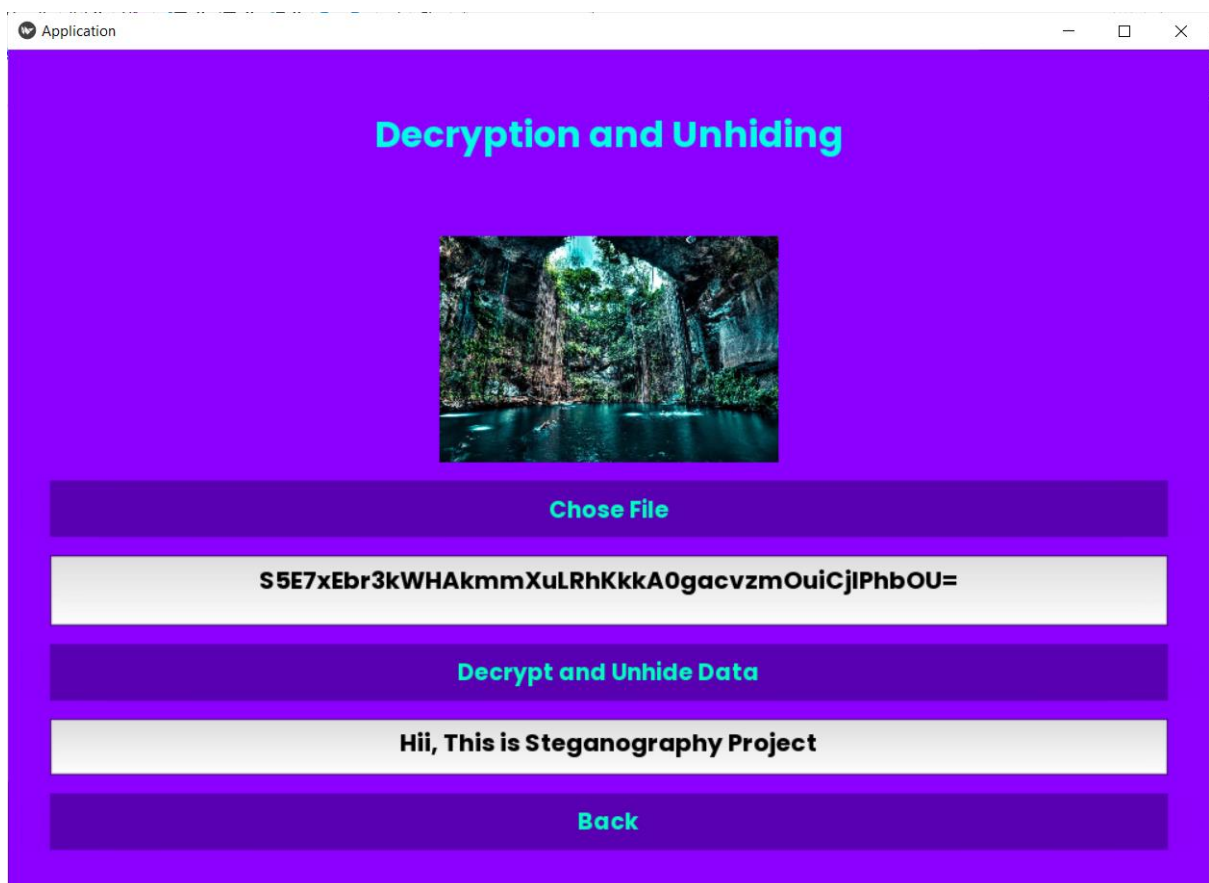 Application
Decryption and Unhiding
Chose File
S5E7xEbr3kWHAkmmXuLRhKkkA0gacvzmOuiCjIPhbOU=
Decrypt and Unhide Data
Hii, This is Steganography Project
Back